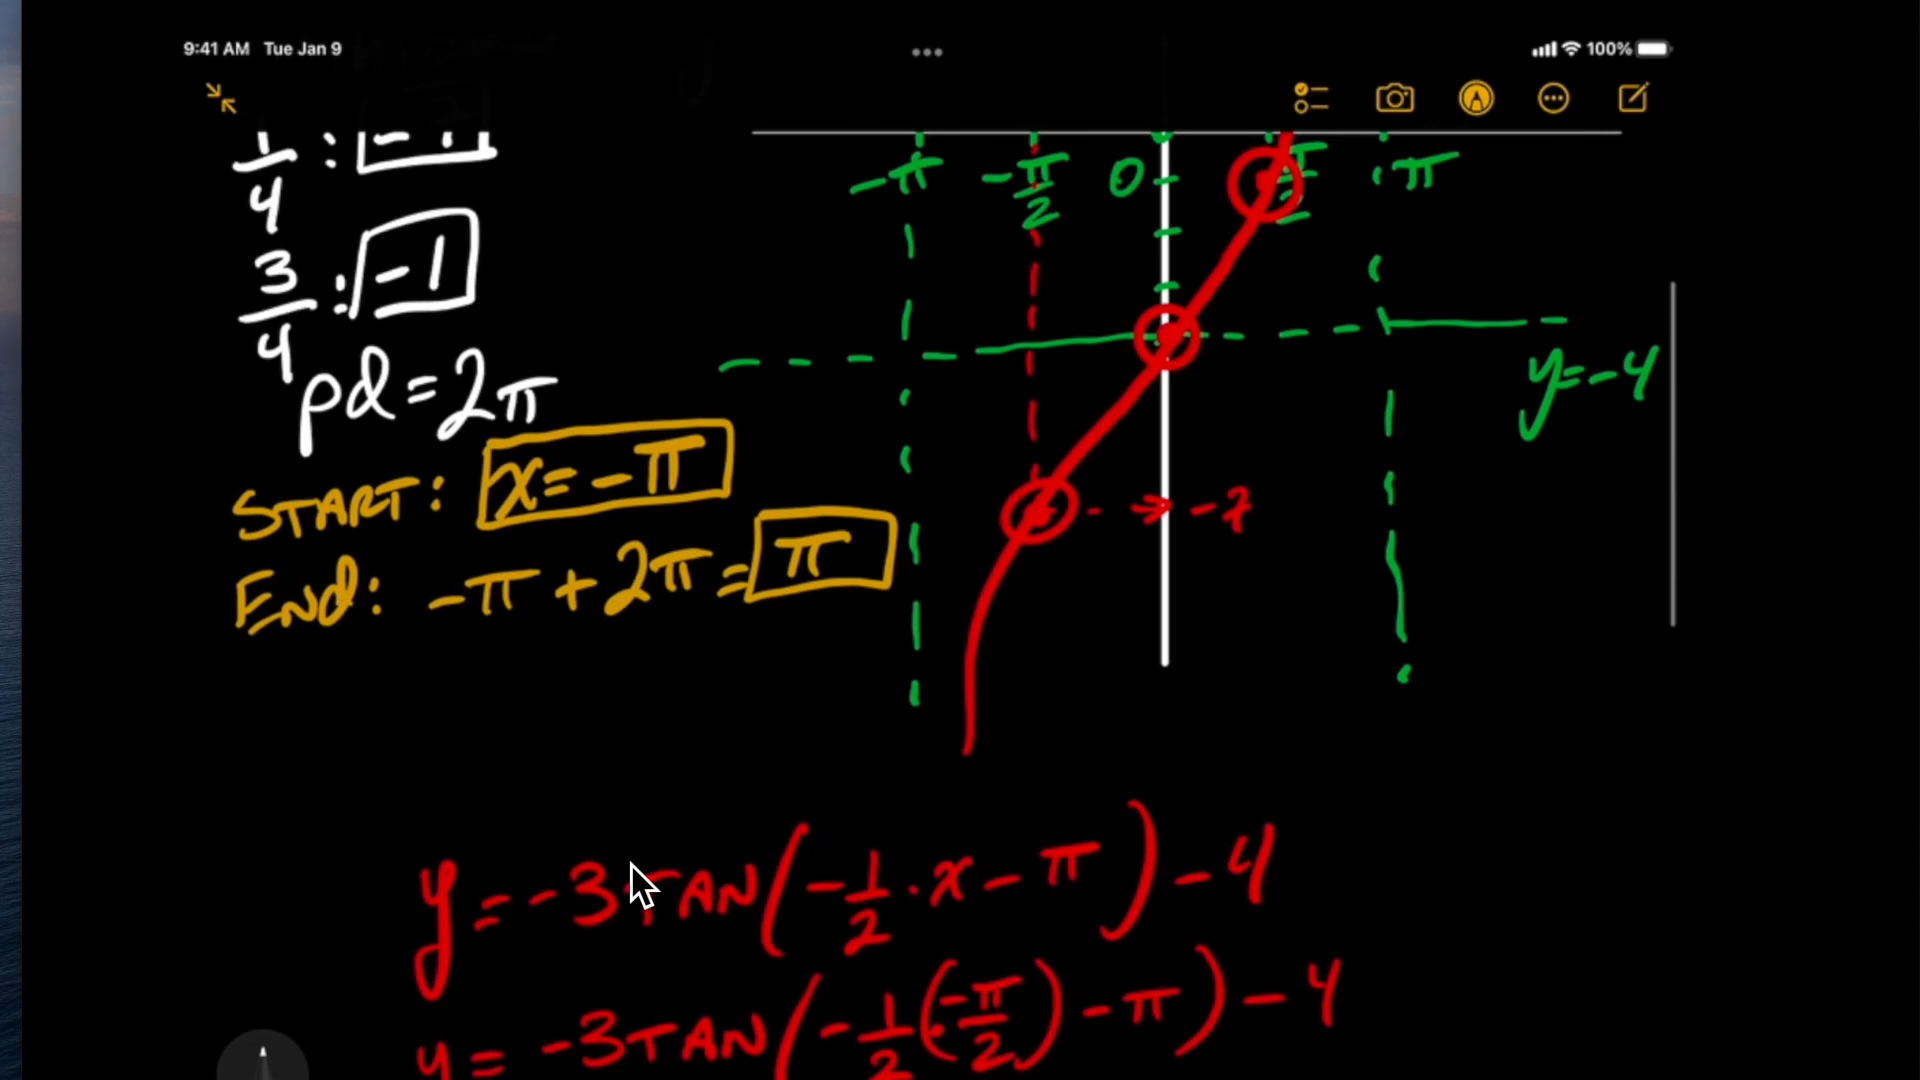 9:41 AM Tue Jan 9
100%
1/4 :
3/4 : -1
pd = 2π
START: x = -π
END: -π + 2π = π
-π -π/2 0 π/2 π
y = -4
-7
y = -3TAN(-1/2 · x - π) - 4
y = -3TAN(-1/2(-π/2) - π) - 4